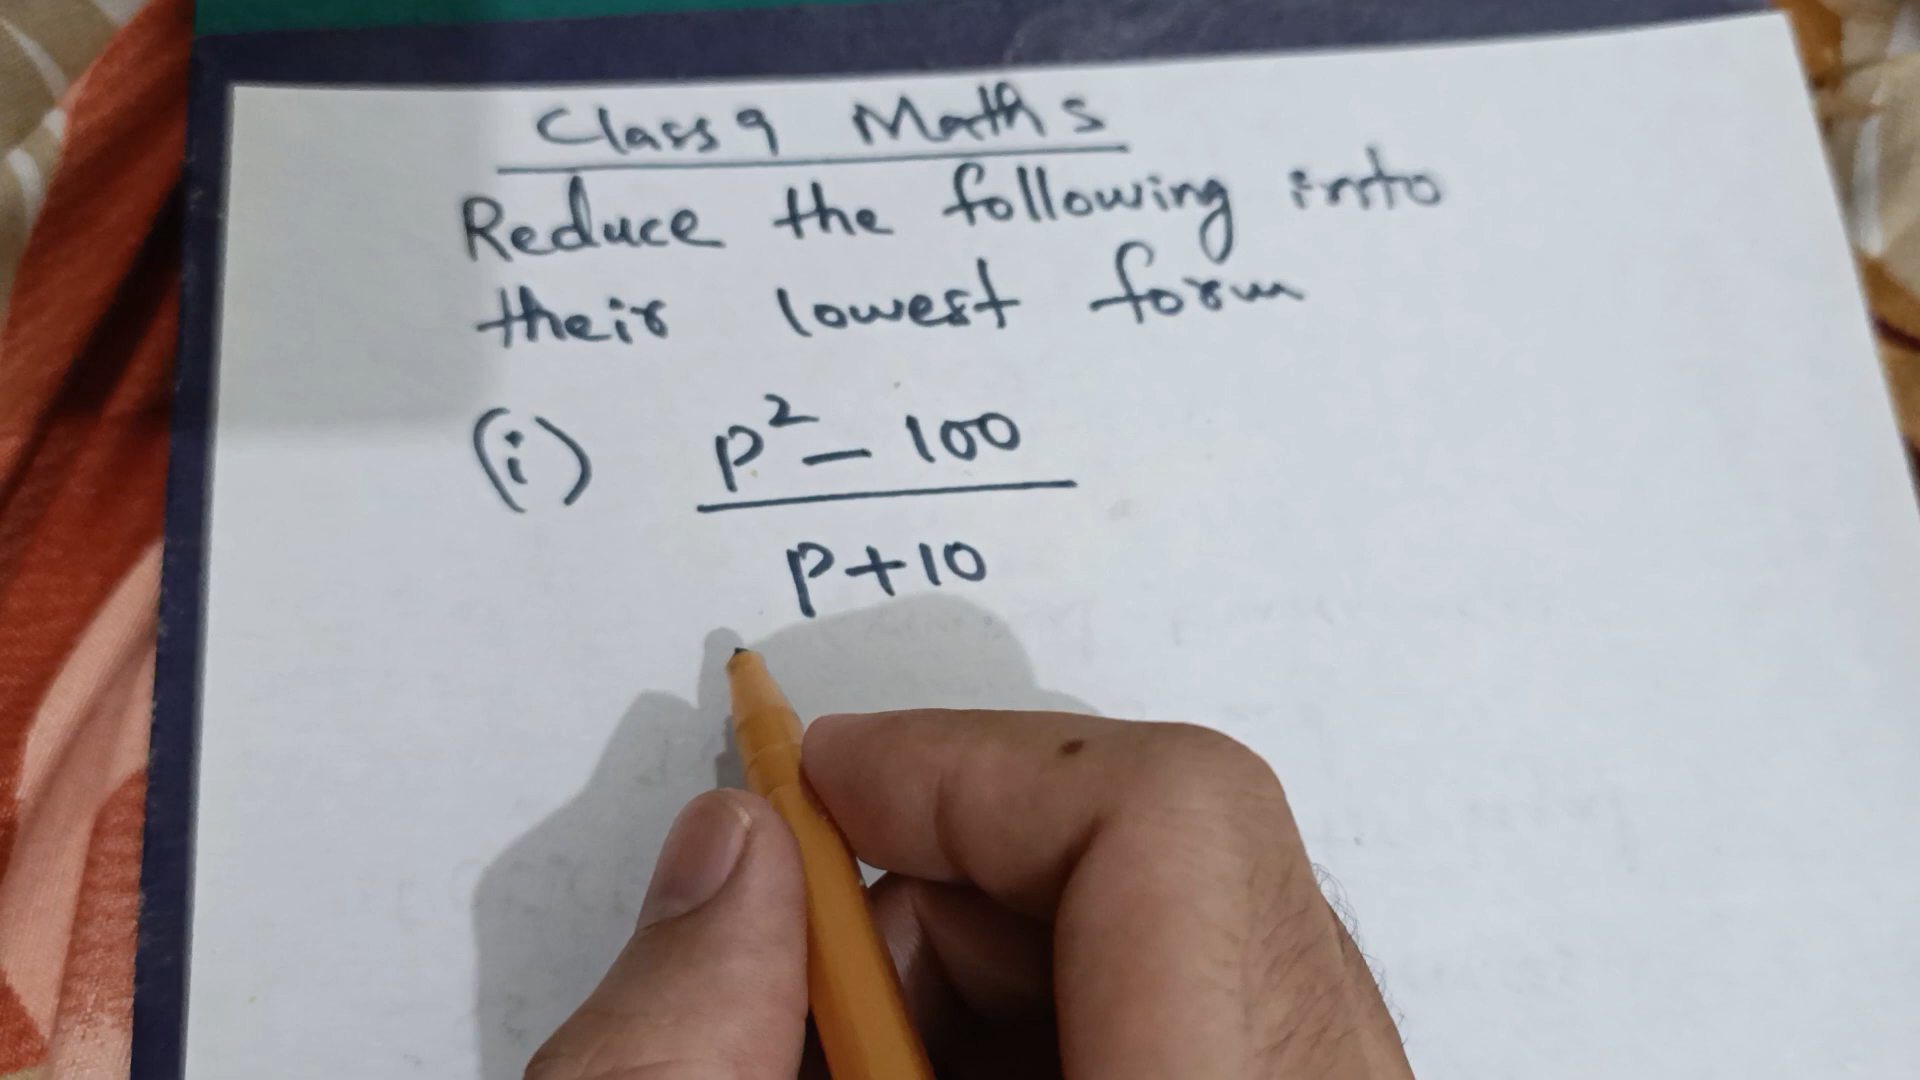 Class 9 Maths
Reduce the following into
their lowest form
(i) p² - 100
p+10